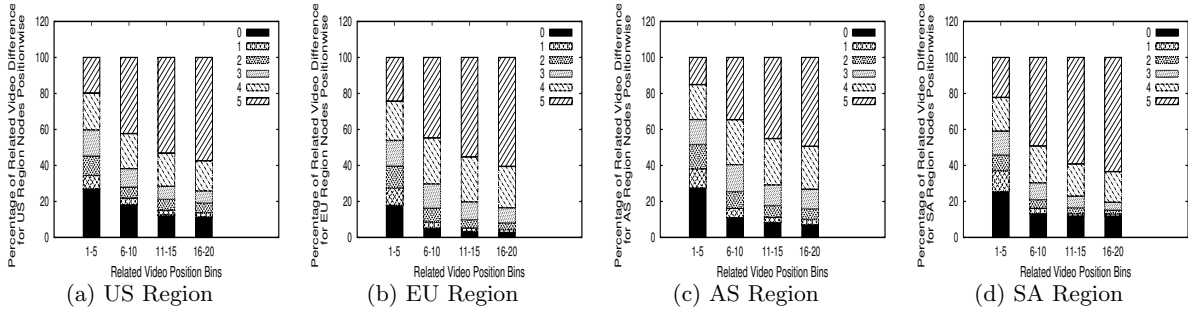 Percentage of Related Video Difference
for US Region Nodes Positionwise
120
100
80
60
40
20
0
0
1
2
3
4
5
1-5 6-10 11-15 16-20
Related Video Position Bins
(a) US Region
Percentage of Related Video Difference
for EU Region Nodes Positionwise
120
100
80
60
40
20
0
0
1
2
3
4
5
1-5 6-10 11-15 16-20
Related Video Position Bins
(b) EU Region
Percentage of Related Video Difference
for AS Region Nodes Positionwise
120
100
80
60
40
20
0
0
1
2
3
4
5
1-5 6-10 11-15 16-20
Related Video Position Bins
(c) AS Region
Percentage of Related Video Difference
for SA Region Nodes Positionwise
120
100
80
60
40
20
0
0
1
2
3
4
5
1-5 6-10 11-15 16-20
Related Video Position Bins
(d) SA Region